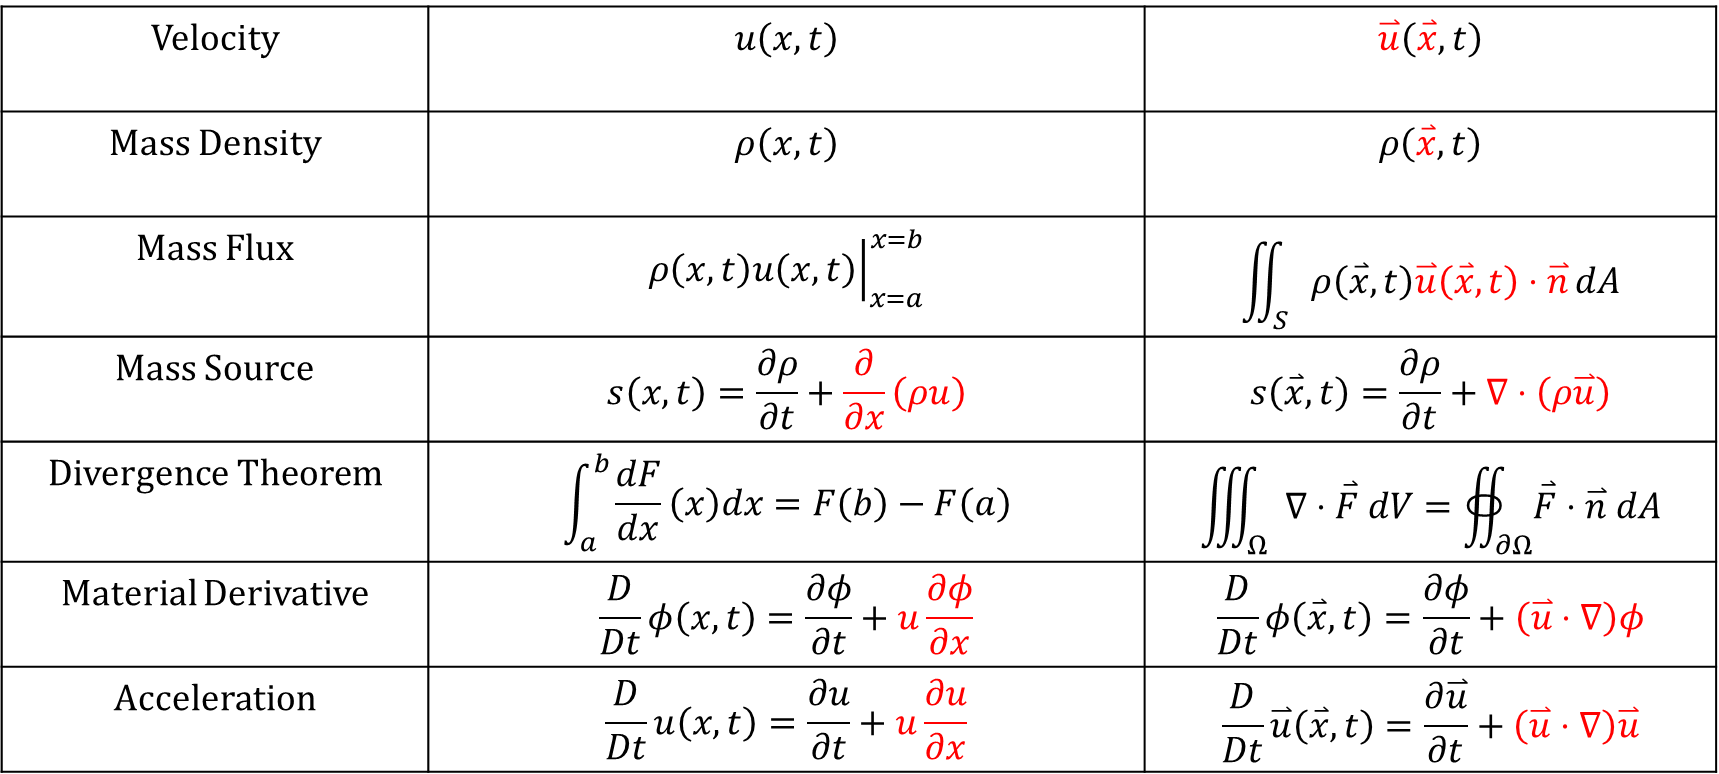 Velocity u(x, t) u⃗(x⃗, t)
Mass Density ρ(x, t) ρ(x⃗, t)
Mass Flux ρ(x, t)u(x, t)|_{x=a}^{x=b} ∬_S ρ(x⃗, t)u⃗(x⃗, t) · n⃗ dA
Mass Source s(x, t) = ∂ρ/∂t + ∂/∂x (ρu) s(x⃗, t) = ∂ρ/∂t + ∇ · (ρu⃗)
Divergence Theorem ∫_a^b dF/dx (x)dx = F(b) − F(a) ∭_Ω ∇ · F⃗ dV = ∯_{∂Ω} F⃗ · n⃗ dA
Material Derivative D/Dt ϕ(x, t) = ∂ϕ/∂t + u ∂ϕ/∂x D/Dt ϕ(x⃗, t) = ∂ϕ/∂t + (u⃗ · ∇)ϕ
Acceleration D/Dt u(x, t) = ∂u/∂t + u ∂u/∂x D/Dt u⃗(x⃗, t) = ∂u⃗/∂t + (u⃗ · ∇)u⃗